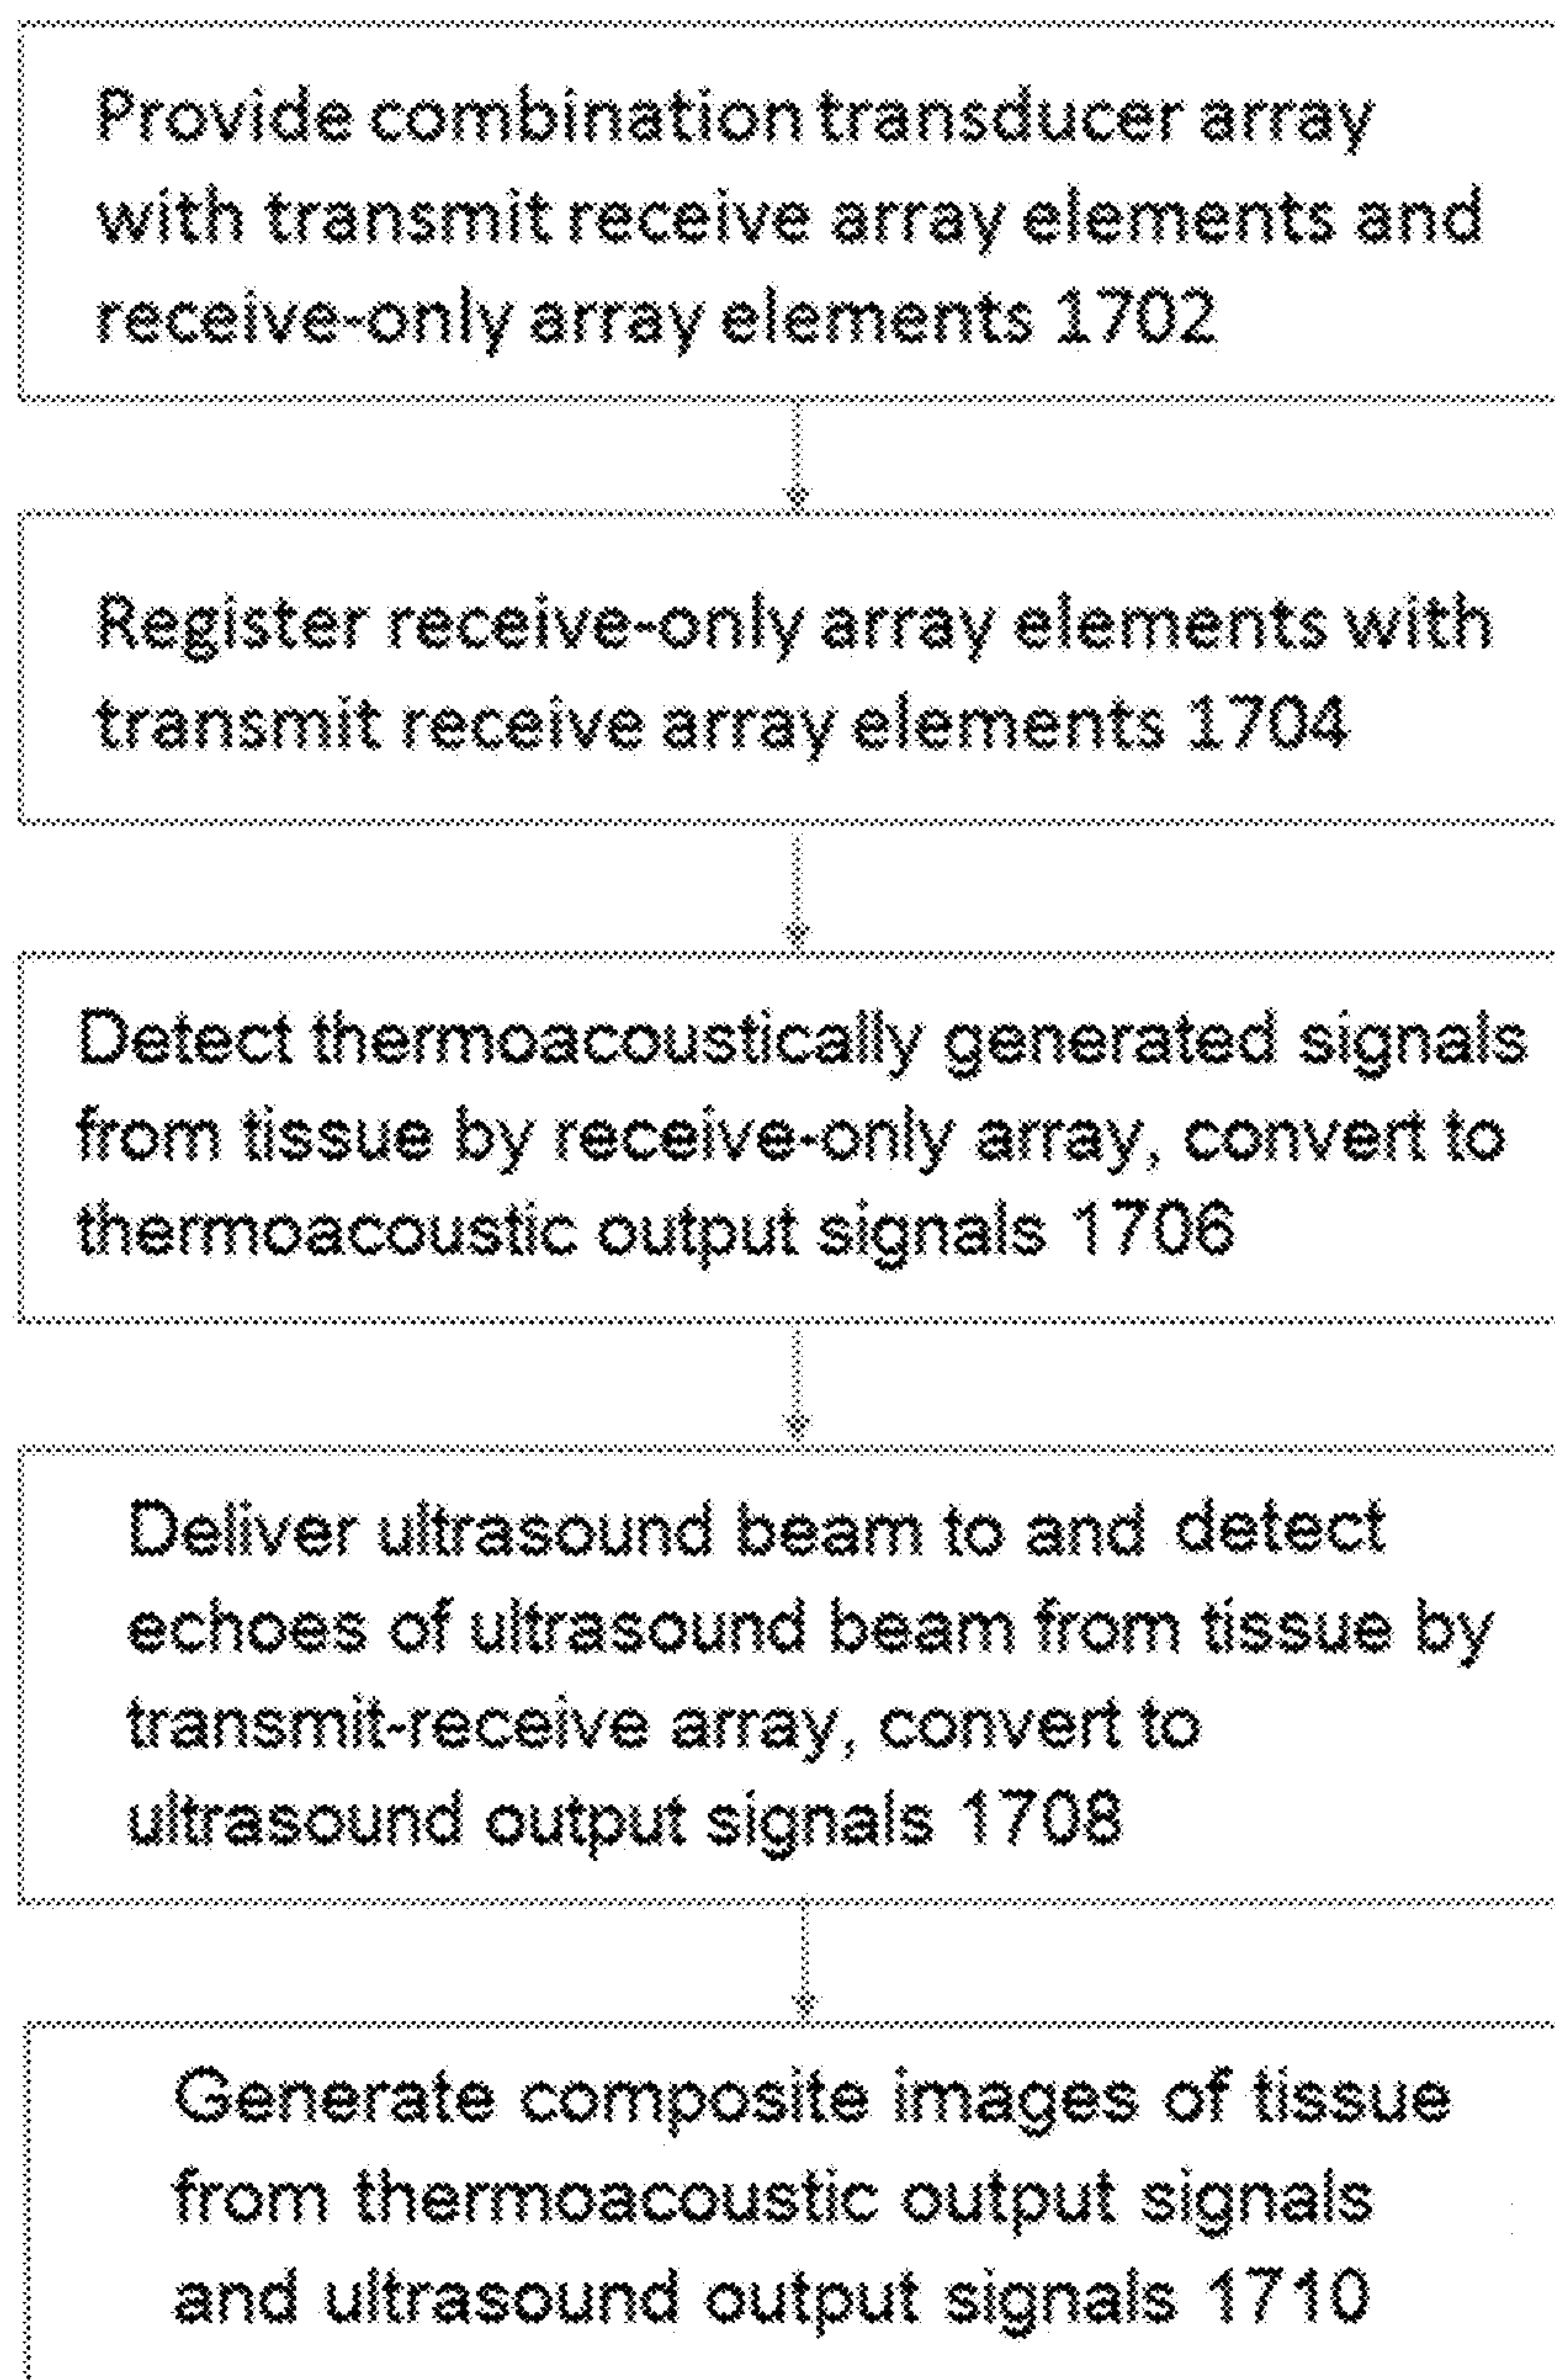 Provide combination transducer array
with transmit receive array elements and
receive-only array elements 1702
Register receive-only array elements with
transmit receive array elements 1704
Detect thermoacoustically generated signals
from tissue by receive-only array, convert to
thermoacoustic output signals 1706
Deliver ultrasound beam to and detect
echoes of ultrasound beam from tissue by
transmit-receive array, convert to
ultrasound output signals 1708
Generate composite images of tissue
from thermoacoustic output signals
and ultrasound output signals 1710